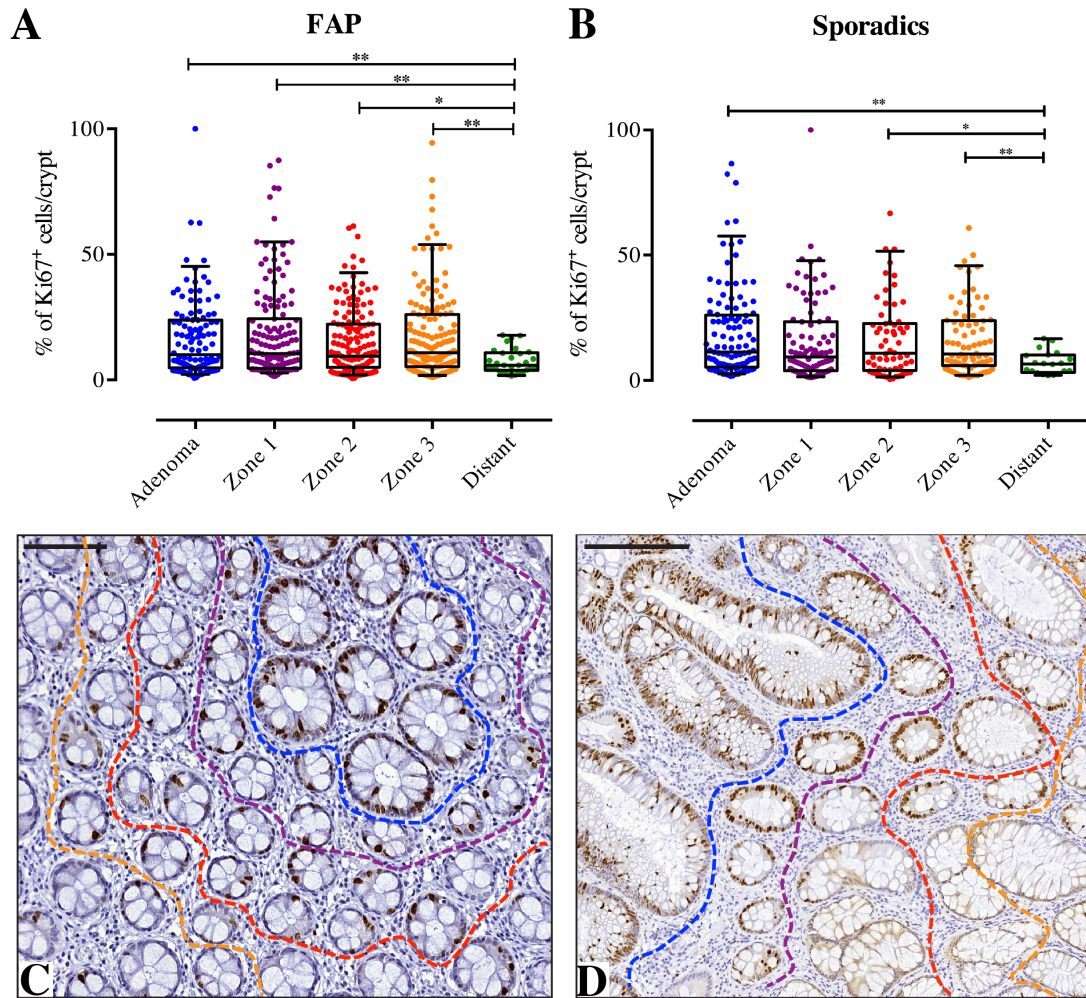 A
FAP
**
**
*
**
100
50
0
% of Ki67⁺ cells/crypt
Adenoma
Zone 1
Zone 2
Zone 3
Distant
B
Sporadics
**
*
**
100
50
0
% of Ki67⁺ cells/crypt
Adenoma
Zone 1
Zone 2
Zone 3
Distant
C
D